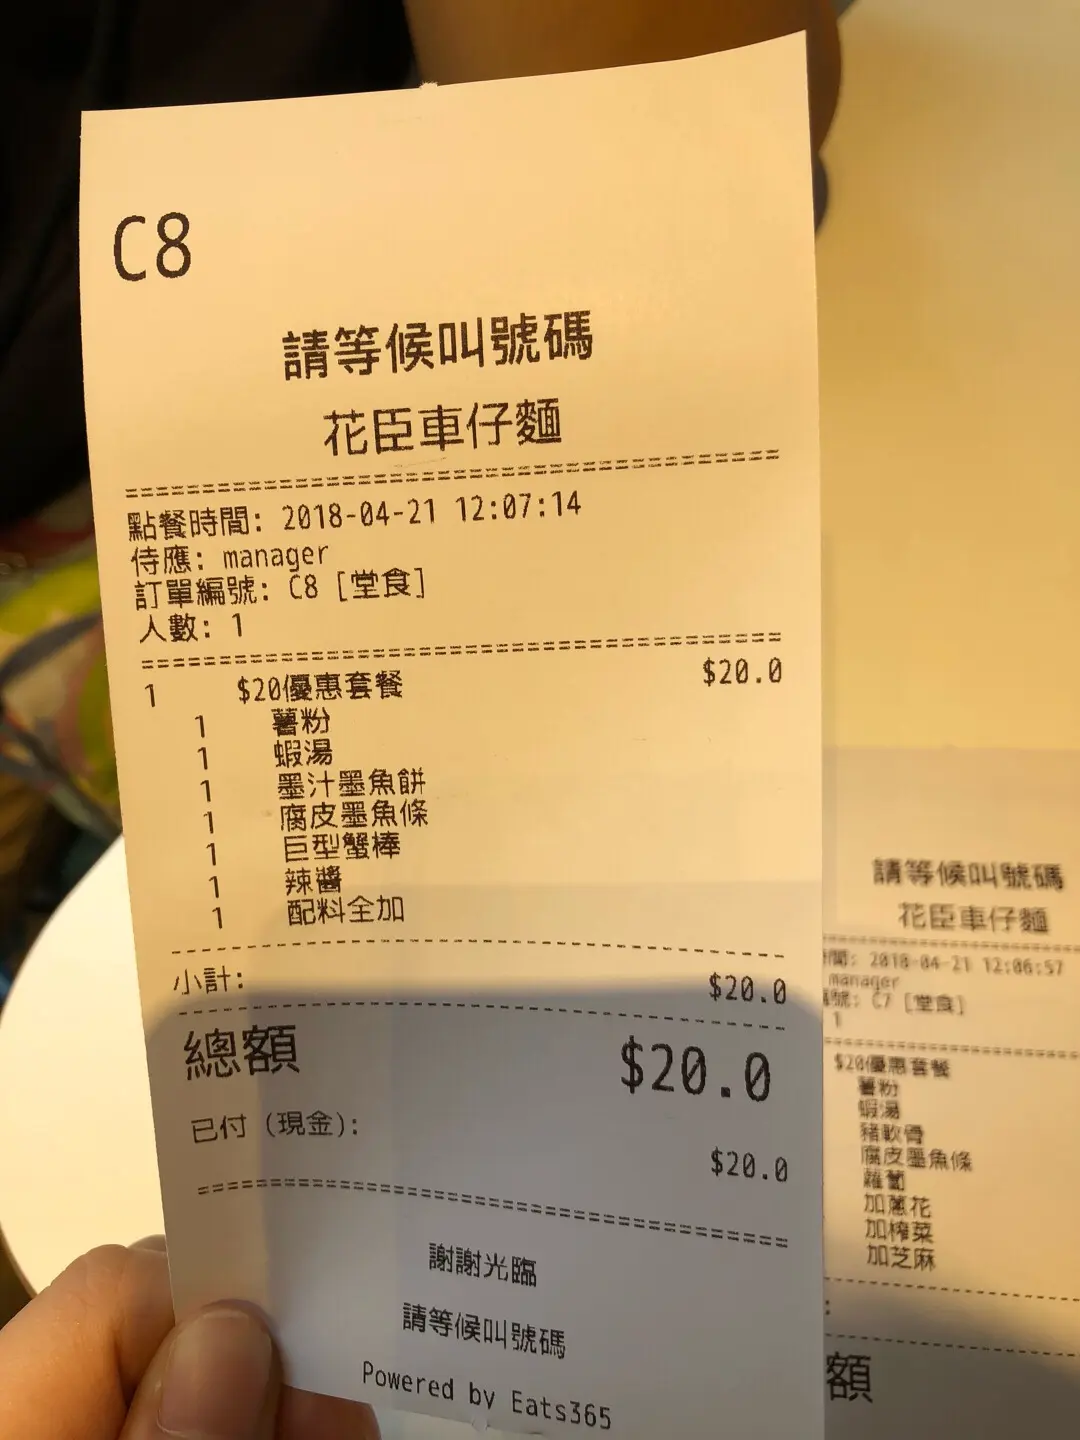 C8
請等候叫號碼
花臣車仔麵
點餐時間: 2018-04-21 12:07:14
侍應: manager
訂單編號: C8 [堂食]
人數: 1
1 $20優惠套餐 $20.0
1 薯粉
1 蝦湯
1 墨汁墨魚餅
1 腐皮墨魚條
1 巨型蟹棒
1 辣醬
1 配料全加
小計: $20.0
總額 $20.0
已付 (現金): $20.0
謝謝光臨
請等候叫號碼
Powered by Eats365
請等候叫號碼
花臣車仔麵
間: 2018-04-21 12:06:57
manager
號: C7 [堂食]
1
$20優惠套餐
薯粉
蝦湯
豬軟骨
腐皮墨魚條
蘿蔔
加蔥花
加榨菜
加芝麻
:
額